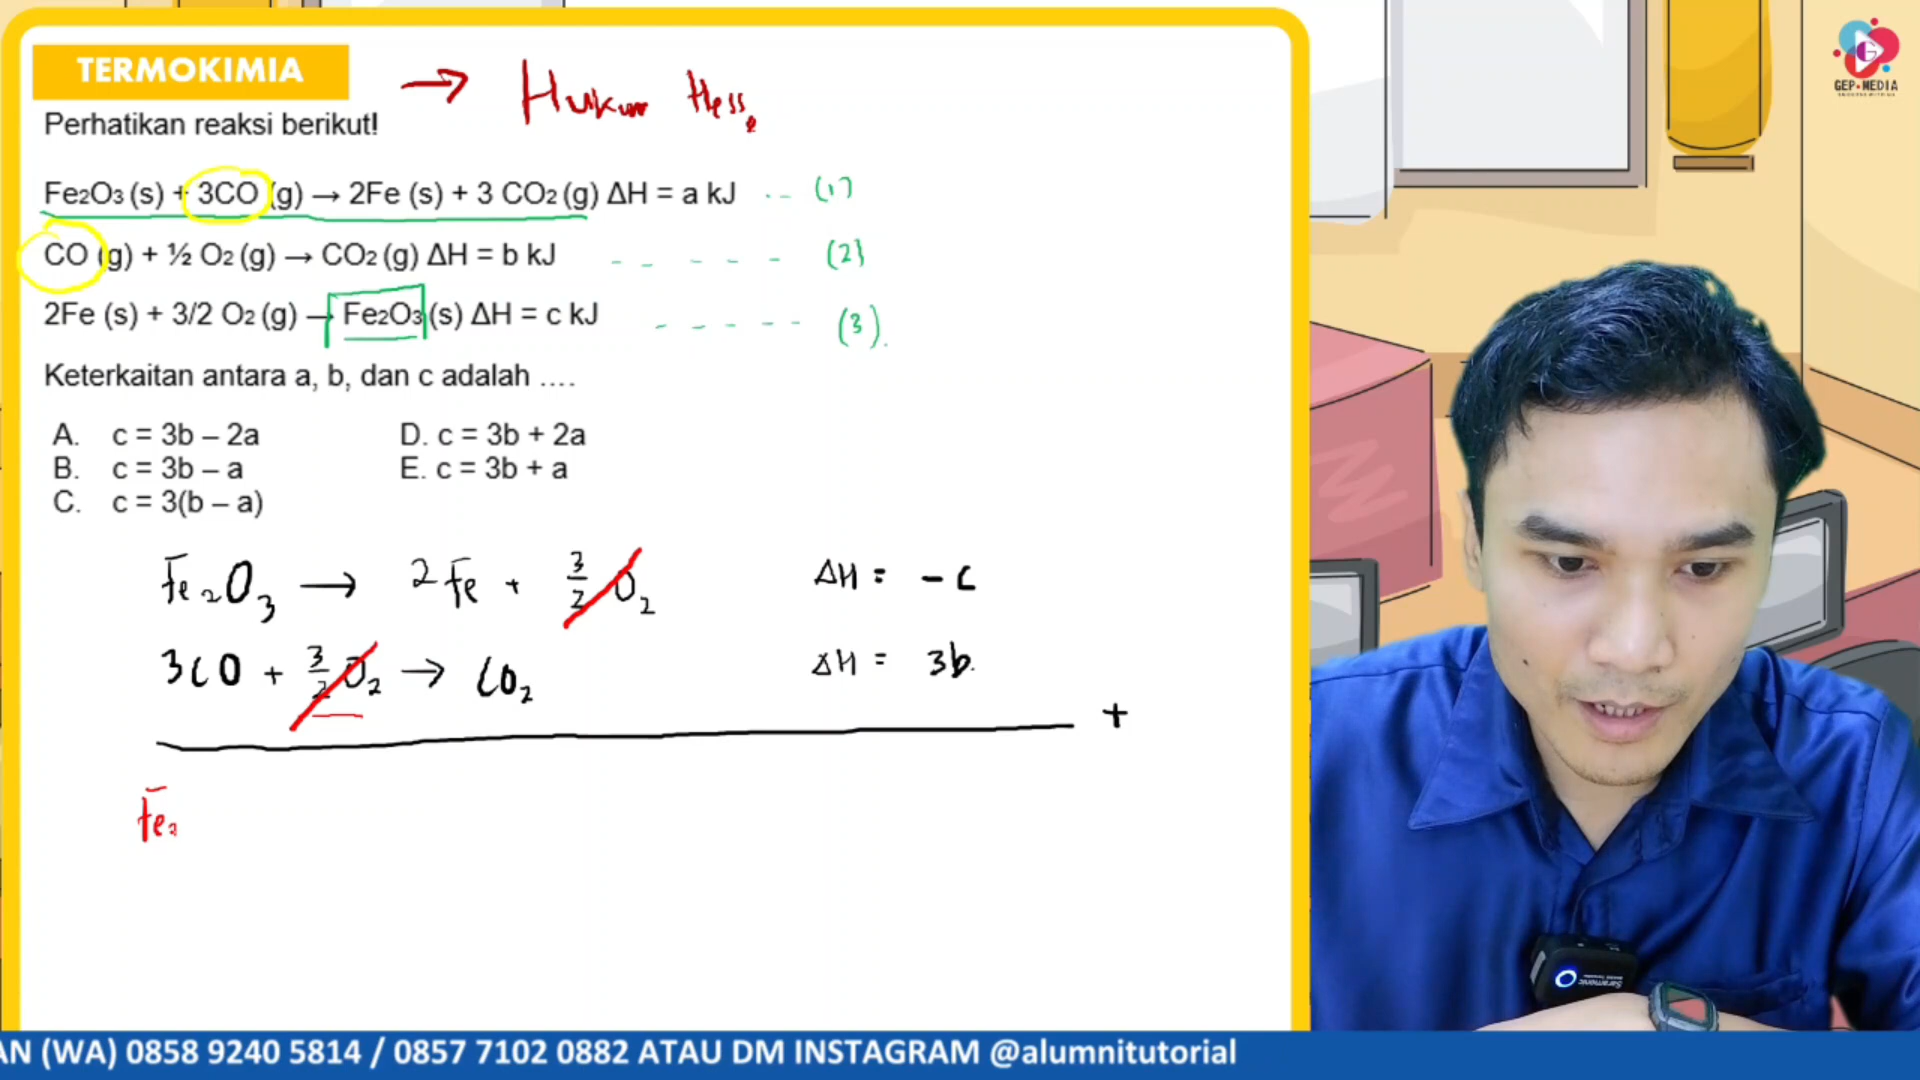 TERMOKIMIA
→ Hukum Hess
Perhatikan reaksi berikut!
Fe₂O₃ (s) + 3CO (g) → 2Fe (s) + 3 CO₂ (g) ΔH = a kJ -- (1)
CO (g) + ½ O₂ (g) → CO₂ (g) ΔH = b kJ - - - - - (2)
2Fe (s) + 3/2 O₂ (g) → Fe₂O₃ (s) ΔH = c kJ - - - - - (3).
Keterkaitan antara a, b, dan c adalah ....
A. c = 3b – 2a D. c = 3b + 2a
B. c = 3b – a E. c = 3b + a
C. c = 3(b – a)
Fe₂O₃ → 2Fe + 3/2 O₂ ΔH = -c
3CO + 3/2 O₂ → CO₂ ΔH = 3b.
+
Fe₂
GEP MEDIA
Saramonic
AN (WA) 0858 9240 5814 / 0857 7102 0882 ATAU DM INSTAGRAM @alumnitutorial